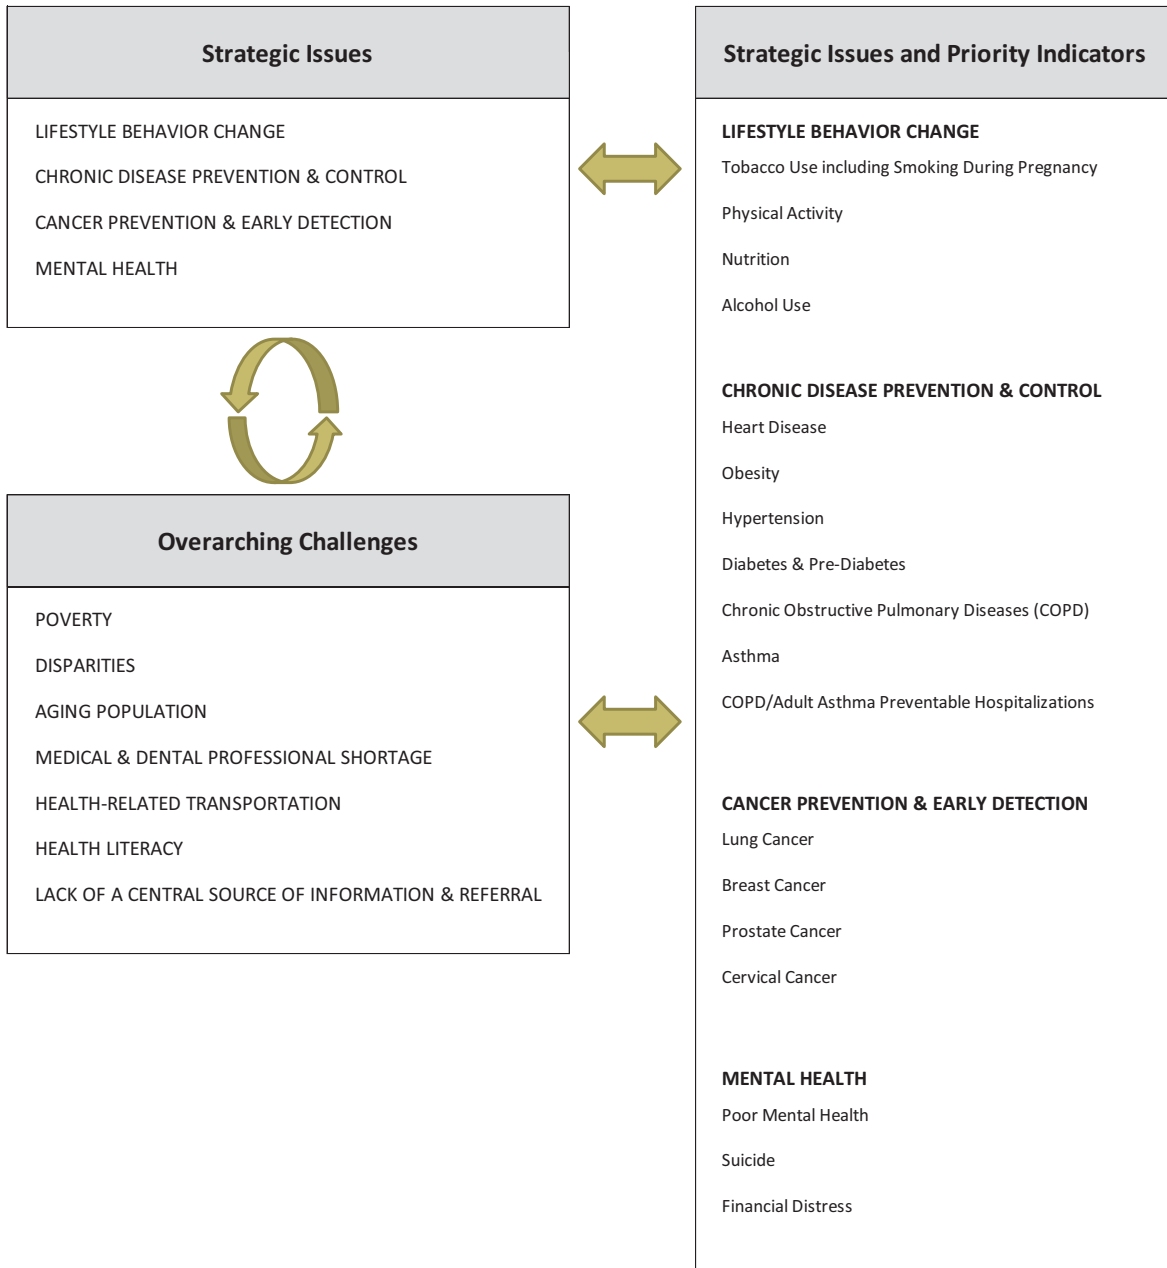 Strategic Issues
LIFESTYLE BEHAVIOR CHANGE
CHRONIC DISEASE PREVENTION & CONTROL
CANCER PREVENTION & EARLY DETECTION
MENTAL HEALTH
Overarching Challenges
POVERTY
DISPARITIES
AGING POPULATION
MEDICAL & DENTAL PROFESSIONAL SHORTAGE
HEALTH-RELATED TRANSPORTATION
HEALTH LITERACY
LACK OF A CENTRAL SOURCE OF INFORMATION & REFERRAL
Strategic Issues and Priority Indicators
LIFESTYLE BEHAVIOR CHANGE
Tobacco Use including Smoking During Pregnancy
Physical Activity
Nutrition
Alcohol Use
CHRONIC DISEASE PREVENTION & CONTROL
Heart Disease
Obesity
Hypertension
Diabetes & Pre-Diabetes
Chronic Obstructive Pulmonary Diseases (COPD)
Asthma
COPD/Adult Asthma Preventable Hospitalizations
CANCER PREVENTION & EARLY DETECTION
Lung Cancer
Breast Cancer
Prostate Cancer
Cervical Cancer
MENTAL HEALTH
Poor Mental Health
Suicide
Financial Distress